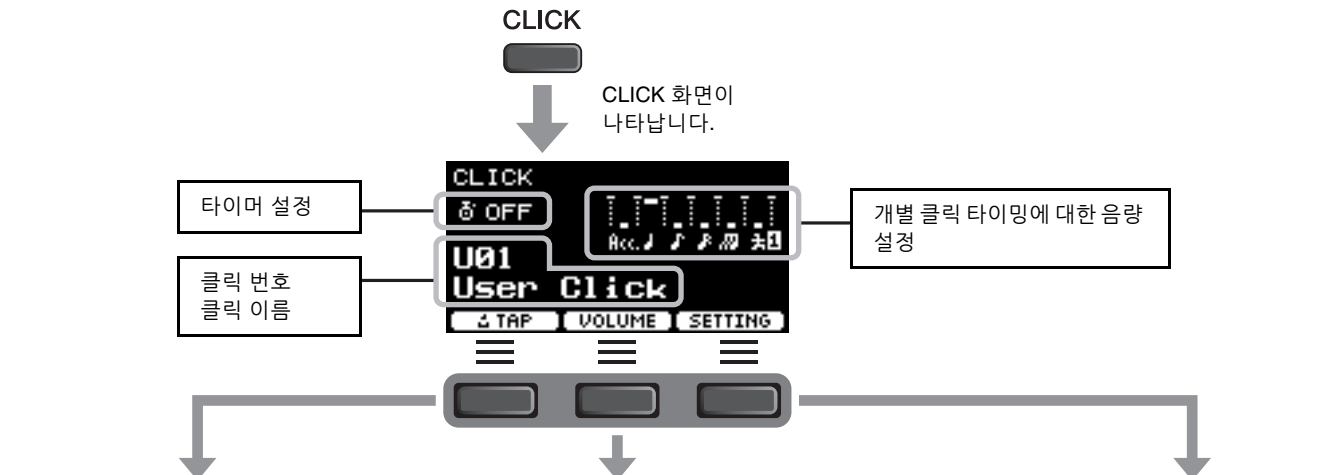 CLICK
CLICK 화면이
나타납니다.
타이머 설정
클릭 번호
클릭 이름
CLICK
OFF
Acc.
1
U01
User Click
TAP VOLUME SETTING
개별 클릭 타이밍에 대한 음량
설정